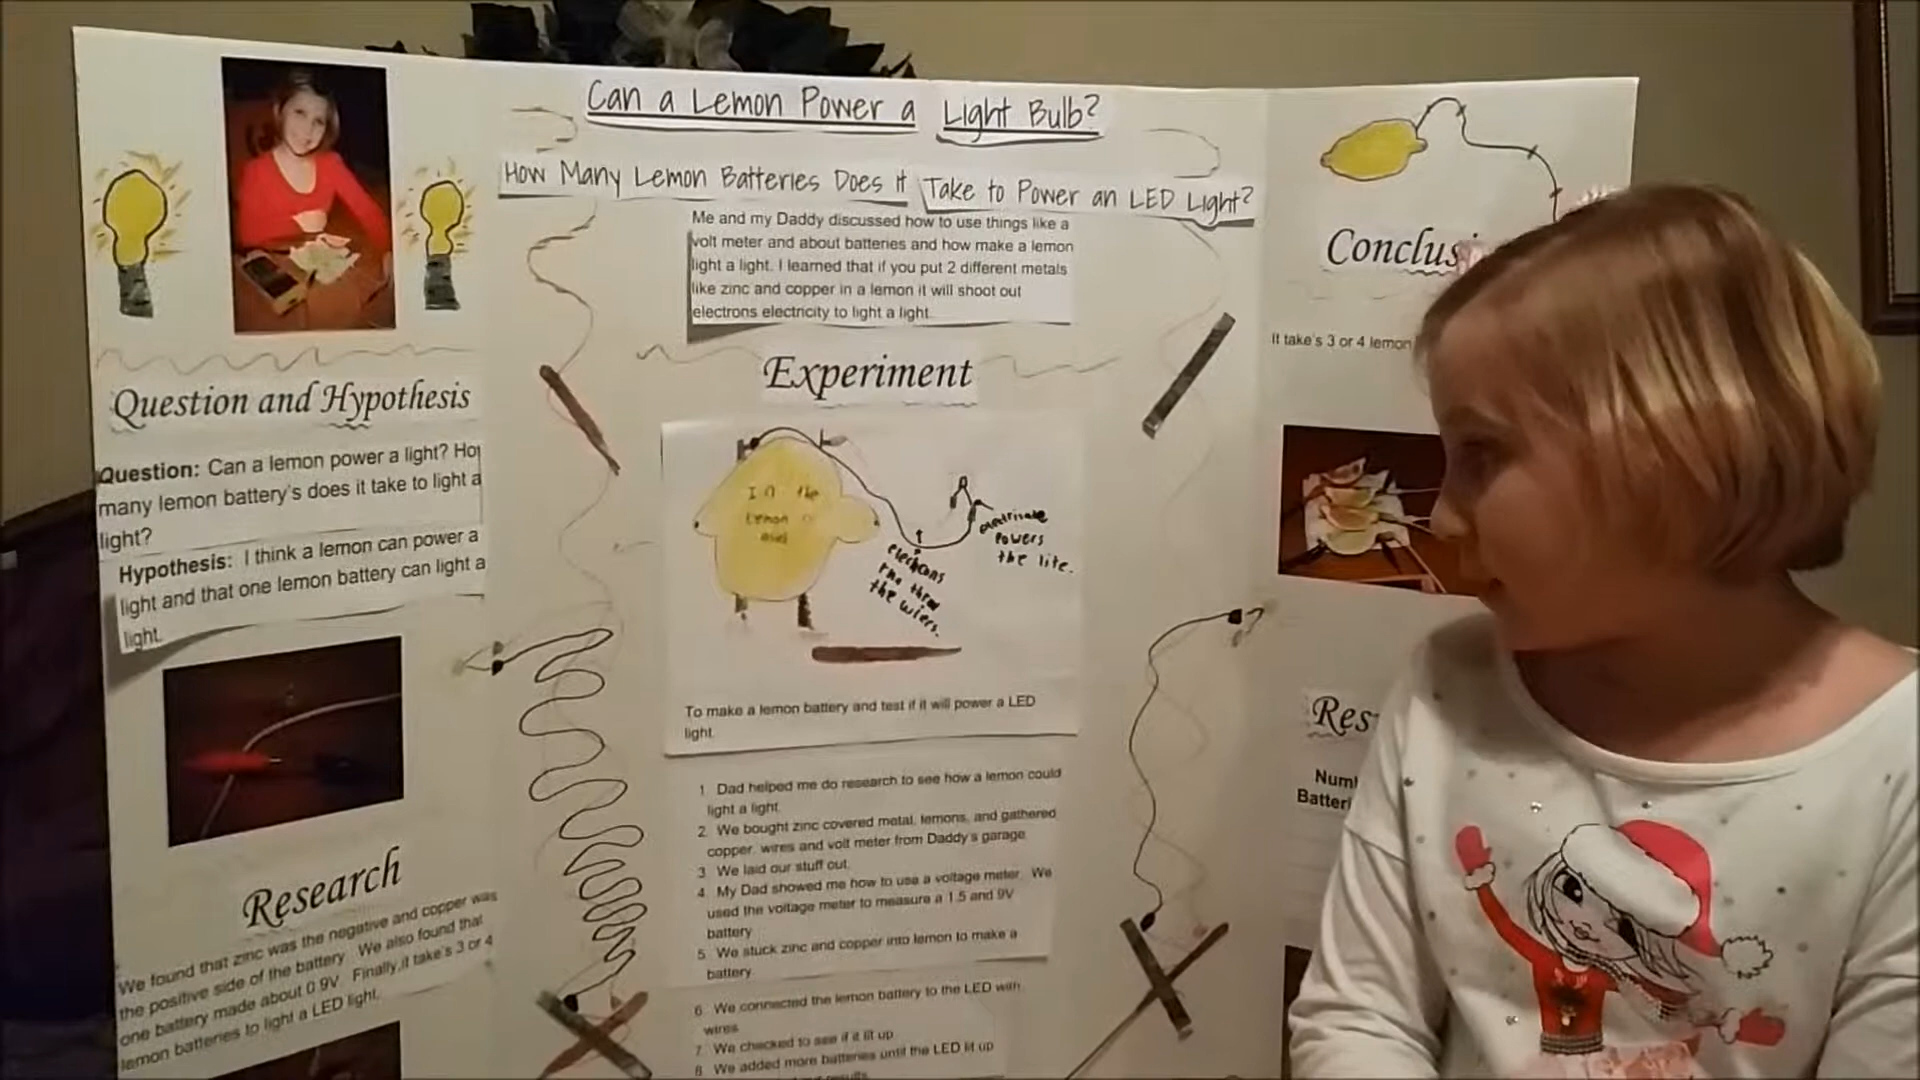 Can a Lemon Power a Light Bulb?
How Many Lemon Batteries Does it Take to Power an LED Light?
Question and Hypothesis
Question: Can a lemon power a light? Ho
many lemon battery's does it take to light a
light?
Hypothesis: I think a lemon can power a
light and that one lemon battery can light a
light.
Research
We found that zinc was the negative and copper was
the positive side of the battery. We also found that
one battery made about 0.9V. Finally, it take's 3 or 4
lemon batteries to light a LED light.
Me and my Daddy discussed how to use things like a
volt meter and about batteries and how make a lemon
light a light. I learned that if you put 2 different metals
like zinc and copper in a lemon it will shoot out
electrons electricity to light a light.
Experiment
In the
lemon
powers
the lite.
the wiers.
To make a lemon battery and test if it will power a LED
light.
1. Dad helped me do research to see how a lemon could
light a light.
2. We bought zinc covered metal, lemons, and gathered
copper, wires and volt meter from Daddy's garage.
3. We laid our stuff out.
4. My Dad showed me how to use a voltage meter. We
used the voltage meter to measure a 1.5 and 9V
battery.
5. We stuck zinc and copper into lemon to make a
battery.
6. We connected the lemon battery to the LED with
wires.
7. We checked to see if it lit up
8. We added more batteries until the LED lit up
results.
Conclusi
It take's 3 or 4 lemon
Res
Num
Batteri